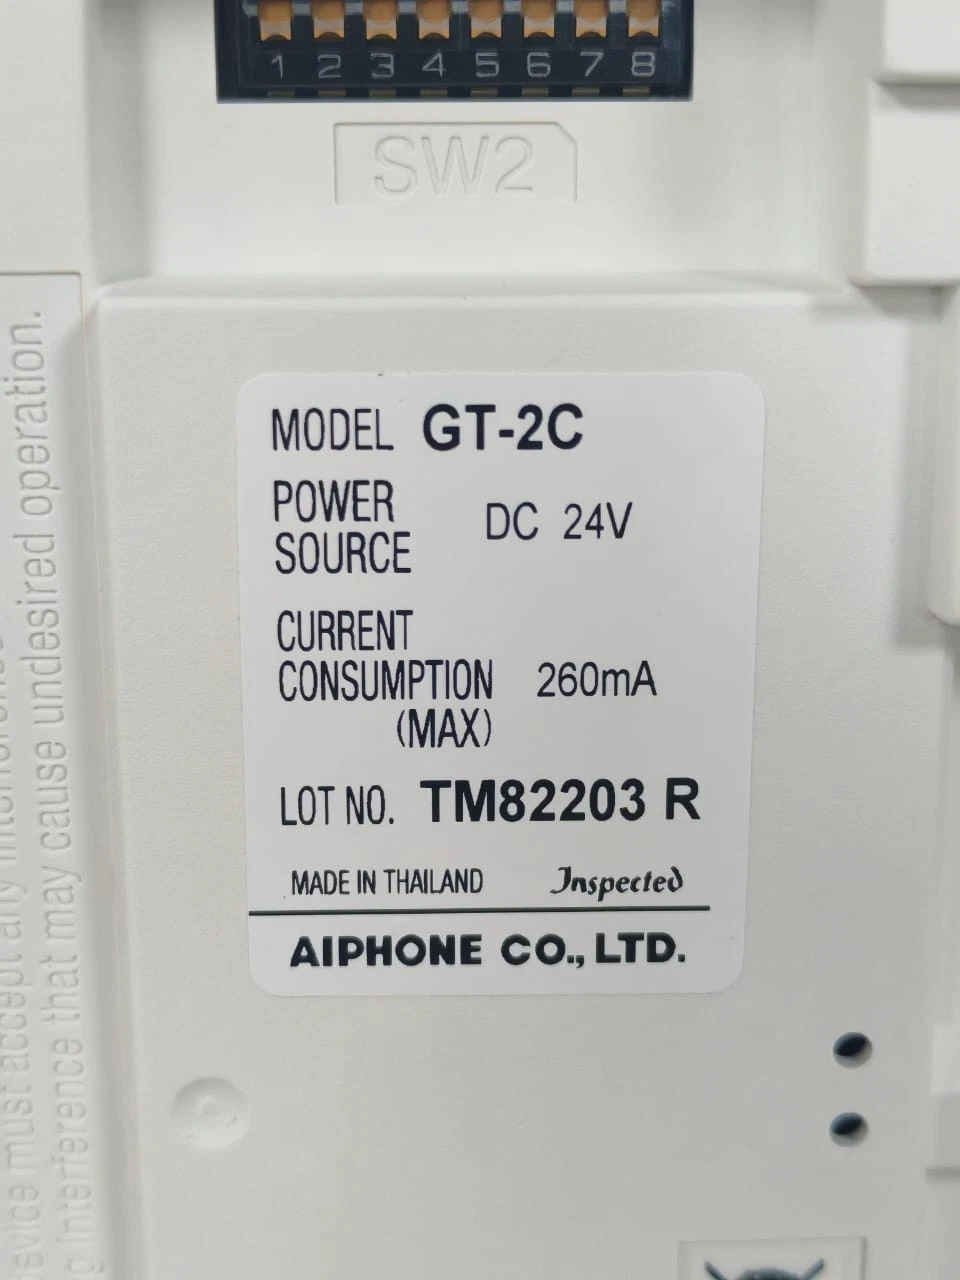 1 2 3 4 5 6 7 8
SW2
MODEL GT-2C
POWER
SOURCE
DC 24V
CURRENT
CONSUMPTION
(MAX)
260mA
LOT NO. TM82203 R
MADE IN THAILAND Inspected
AIPHONE CO., LTD.
must accept any
interference that may cause undesired operation.